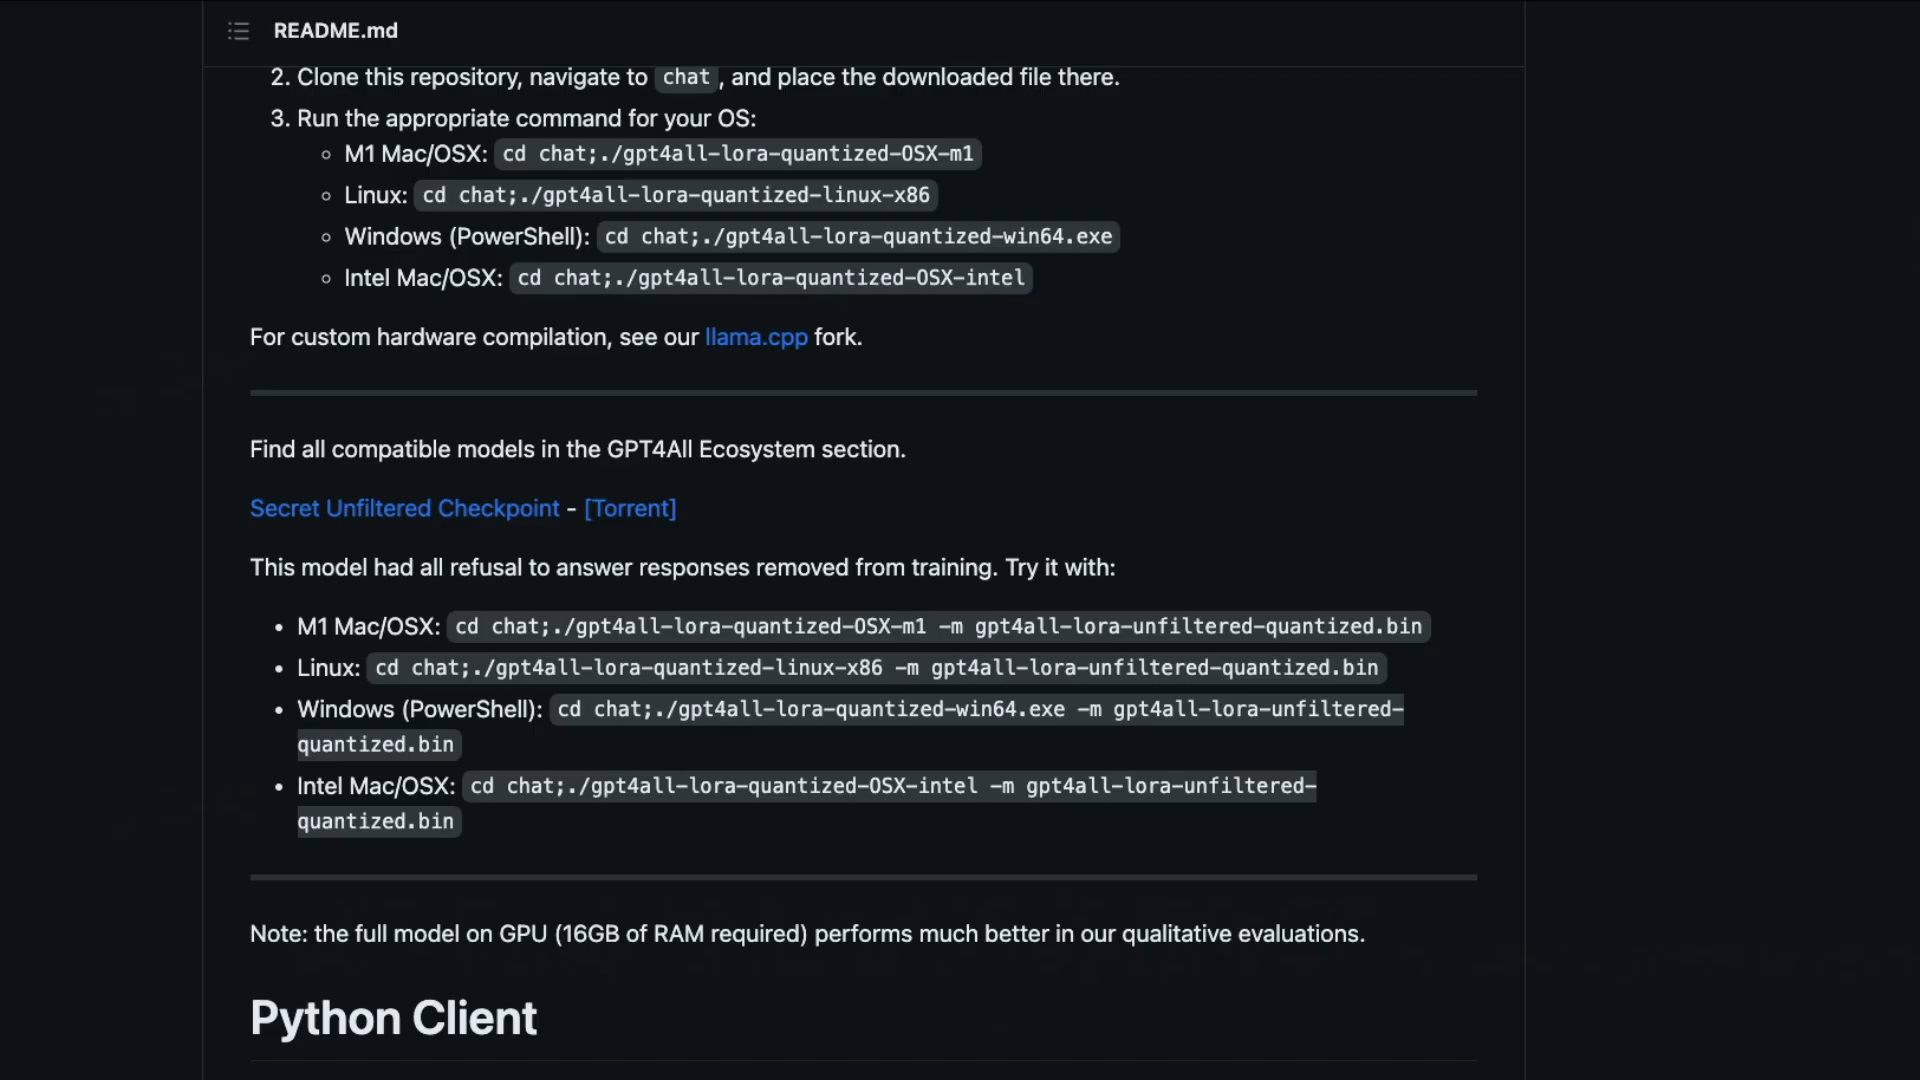 README.md
2. Clone this repository, navigate to chat, and place the downloaded file there.
3. Run the appropriate command for your OS:
M1 Mac/OSX: cd chat;./gpt4all-lora-quantized-OSX-m1
Linux: cd chat;./gpt4all-lora-quantized-linux-x86
Windows (PowerShell): cd chat;./gpt4all-lora-quantized-win64.exe
Intel Mac/OSX: cd chat;./gpt4all-lora-quantized-OSX-intel
For custom hardware compilation, see our llama.cpp fork.
Find all compatible models in the GPT4All Ecosystem section.
Secret Unfiltered Checkpoint - [Torrent]
This model had all refusal to answer responses removed from training. Try it with:
M1 Mac/OSX: cd chat;./gpt4all-lora-quantized-OSX-m1 -m gpt4all-lora-unfiltered-quantized.bin
Linux: cd chat;./gpt4all-lora-quantized-linux-x86 -m gpt4all-lora-unfiltered-quantized.bin
Windows (PowerShell): cd chat;./gpt4all-lora-quantized-win64.exe -m gpt4all-lora-unfiltered-
quantized.bin
Intel Mac/OSX: cd chat;./gpt4all-lora-quantized-OSX-intel -m gpt4all-lora-unfiltered-
quantized.bin
Note: the full model on GPU (16GB of RAM required) performs much better in our qualitative evaluations.
Python Client